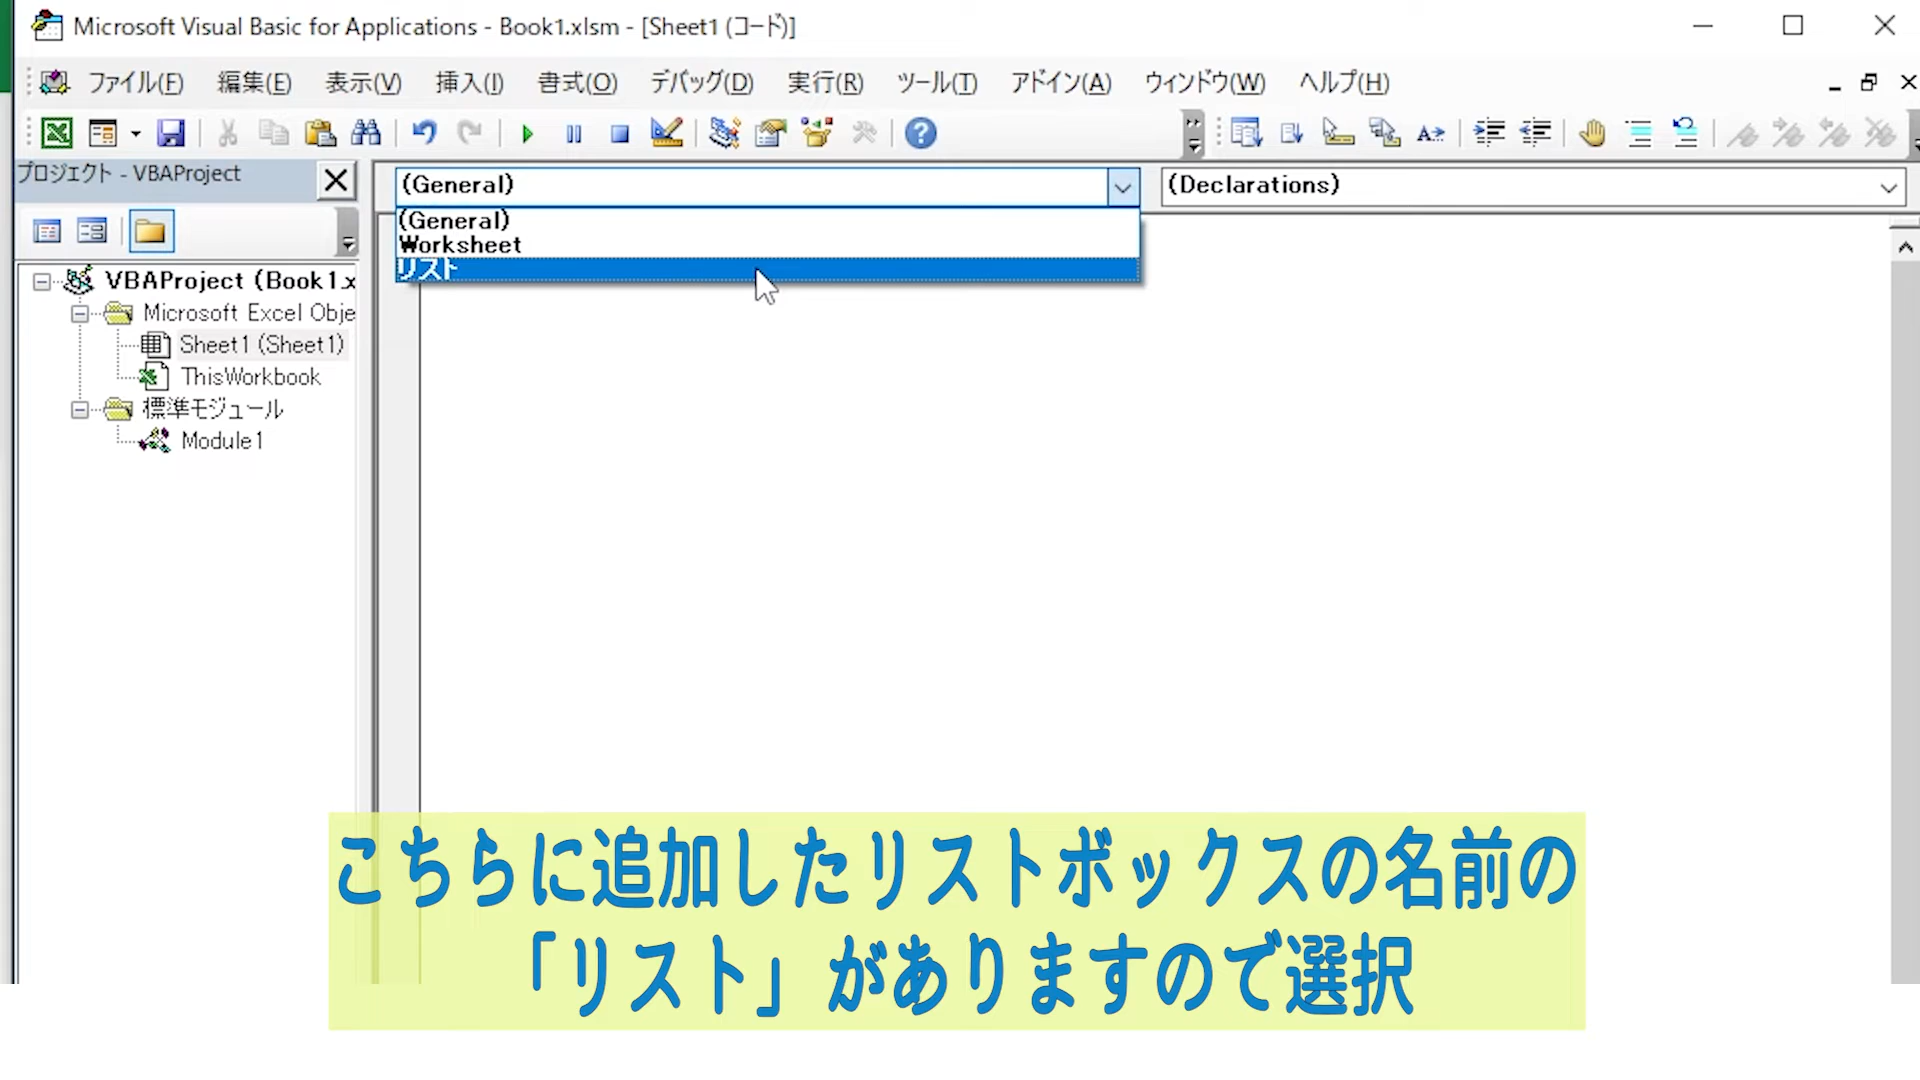 Microsoft Visual Basic for Applications - Book1.xlsm - [Sheet1 (コード)]
ファイル(F) 編集(E) 表示(V) 挿入(I) 書式(O) デバッグ(D) 実行(R) ツール(T) アドイン(A) ウィンドウ(W) ヘルプ(H)
プロジェクト - VBAProject
(General)
(Declarations)
(General)
Worksheet
リスト
VBAProject (Book1.x
Microsoft Excel Obje
Sheet1 (Sheet1)
ThisWorkbook
標準モジュール
Module1
こちらに追加したリストボックスの名前の
「リスト」がありますので選択